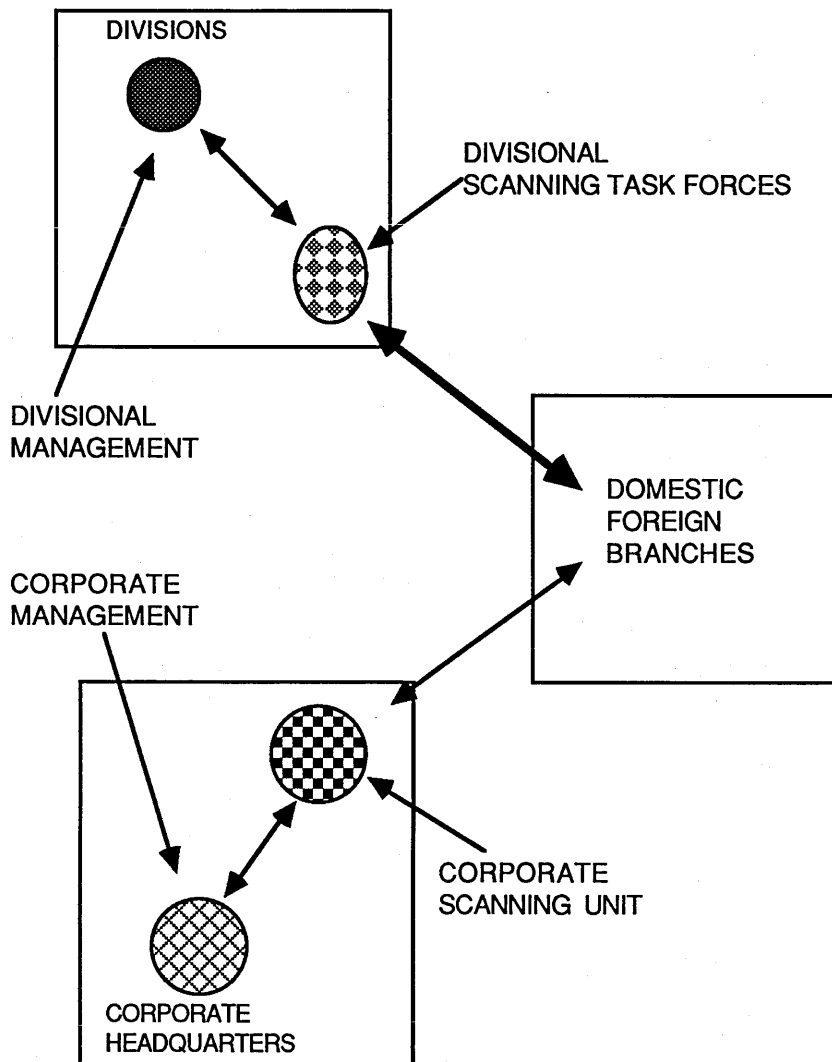 DIVISIONS
DIVISIONAL
SCANNING TASK FORCES
DIVISIONAL
MANAGEMENT
DOMESTIC
FOREIGN
BRANCHES
CORPORATE
MANAGEMENT
CORPORATE
SCANNING UNIT
CORPORATE
HEADQUARTERS